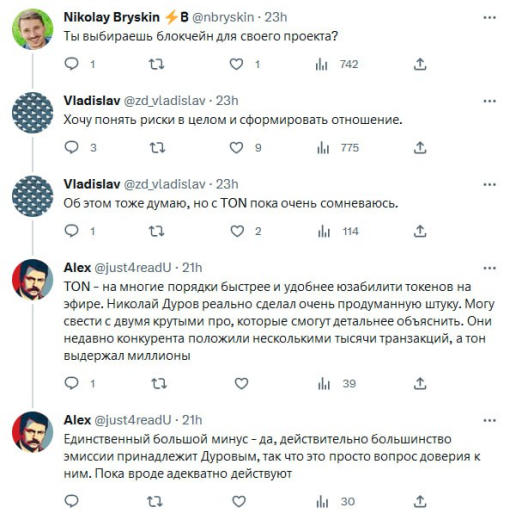 Nikolay Bryskin ⚡₿ @nbryskin · 23h
Ты выбираешь блокчейн для своего проекта?
1 1 742
Vladislav @zd_vladislav · 23h
Хочу понять риски в целом и сформировать отношение.
3 9 775
Vladislav @zd_vladislav · 23h
Об этом тоже думаю, но с TON пока очень сомневаюсь.
1 2 114
Alex @just4readU · 21h
TON - на многие порядки быстрее и удобнее юзабилити токенов на
эфире. Николай Дуров реально сделал очень продуманную штуку. Могу
свести с двумя крутыми про, которые смогут детальнее объяснить. Они
недавно конкурента положили несколькими тысячи транзакций, а тон
выдержал миллионы
1 39
Alex @just4readU · 21h
Единственный большой минус - да, действительно большинство
эмиссии принадлежит Дуровым, так что это просто вопрос доверия к
ним. Пока вроде адекватно действуют
30